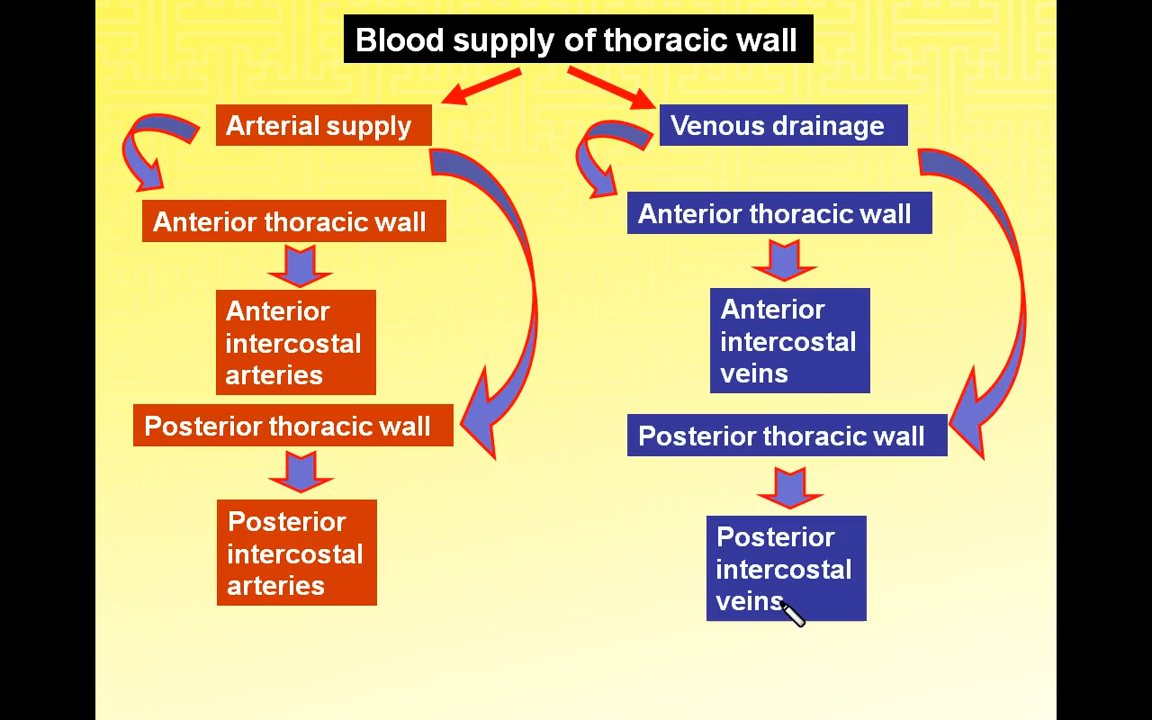 Blood supply of thoracic wall
Arterial supply
Anterior thoracic wall
Anterior
intercostal
arteries
Posterior thoracic wall
Posterior
intercostal
arteries
Venous drainage
Anterior thoracic wall
Anterior
intercostal
veins
Posterior thoracic wall
Posterior
intercostal
veins